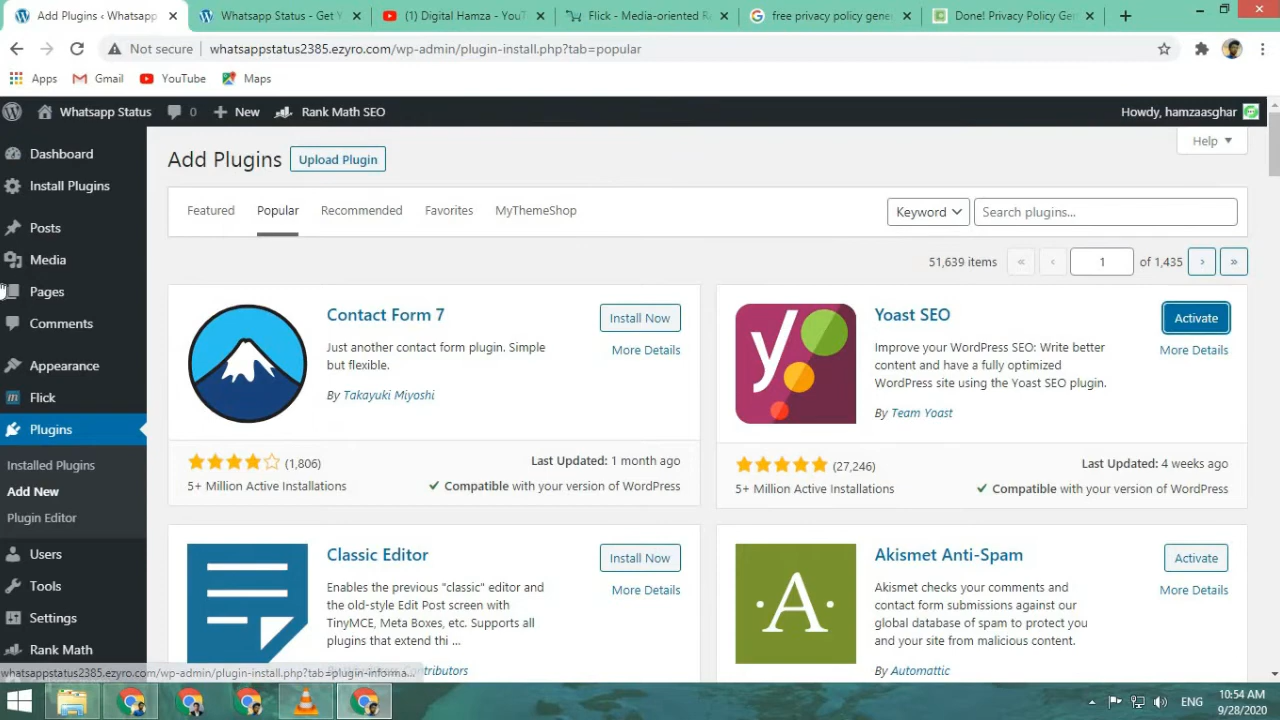 Add Plugins ‹ Whatsapp
Whatsapp Status - Get Y
(1) Digital Hamza - YouT
Flick - Media-oriented R
free privacy policy gene
Done! Privacy Policy Ge
Not secure
whatsappstatus2385.ezyro.com/wp-admin/plugin-install.php?tab=popular
Apps
Gmail
YouTube
Maps
Whatsapp Status
0
New
Rank Math SEO
Howdy, hamzaasghar
Dashboard
Install Plugins
Posts
Media
Pages
Comments
Appearance
Flick
Plugins
Installed Plugins
Add New
Plugin Editor
Users
Tools
Settings
Rank Math
Add Plugins
Upload Plugin
Help
Featured
Popular
Recommended
Favorites
MyThemeShop
Keyword
Search plugins...
51,639 items
«
‹
1
of 1,435
›
»
Contact Form 7
Install Now
More Details
Just another contact form plugin. Simple
but flexible.
By Takayuki Miyoshi
(1,806)
5+ Million Active Installations
Last Updated: 1 month ago
Compatible with your version of WordPress
Yoast SEO
Activate
More Details
Improve your WordPress SEO: Write better
content and have a fully optimized
WordPress site using the Yoast SEO plugin.
By Team Yoast
(27,246)
5+ Million Active Installations
Last Updated: 4 weeks ago
Compatible with your version of WordPress
Classic Editor
Install Now
More Details
Enables the previous "classic" editor and
the old-style Edit Post screen with
TinyMCE, Meta Boxes, etc. Supports all
plugins that extend thi ...
Contributors
Akismet Anti-Spam
Activate
More Details
·A·
Akismet checks your comments and
contact form submissions against our
global database of spam to protect you
and your site from malicious content.
By Automattic
whatsappstatus2385.ezyro.com/wp-admin/plugin-install.php?tab=plugin-informa...
ENG
10:54 AM
9/28/2020